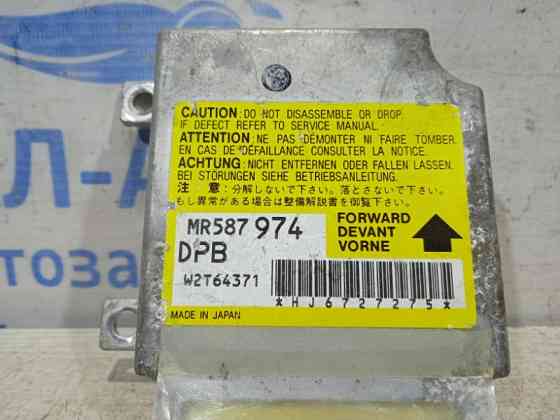 CAUTION: DO NOT DISASSEMBLE OR DROP.
IF DEFECT REFER TO SERVICE MANUAL.
ATTENTION: NE PAS DÉMONTER NI FAIRE TOMBER.
EN CAS DE DÉFAILLANCE CONSULTER LA NOTICE.
ACHTUNG: NICHT ENTFERNEN ODER FALLEN LASSEN.
BEI STÖRUNGEN SIEHE BETRIEBSANLEITUNG.
注 意:分解しないで下さい。落とさないで下さい。
もし異常がある場合は整備解説書を御覧下さい。
MR587 974
DPB
W2T64371
FORWARD
DEVANT
VORNE
*HJ6727275*
MADE IN JAPAN